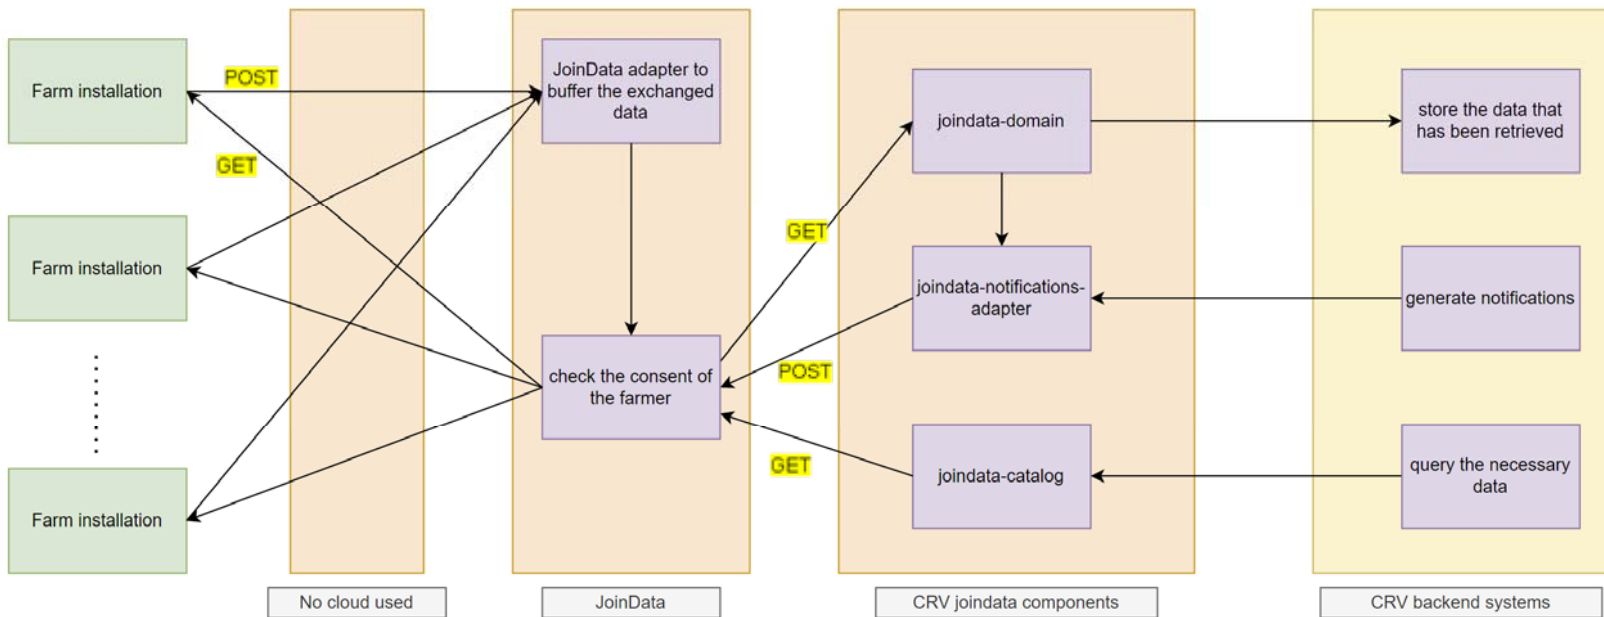 Farm installation
POST
GET
Farm installation
Farm installation
No cloud used
JoinData adapter to
buffer the exchanged
data
check the consent of
the farmer
JoinData
GET
POST
GET
joindata-domain
joindata-notifications-
adapter
joindata-catalog
CRV joindata components
store the data that
has been retrieved
generate notifications
query the necessary
data
CRV backend systems